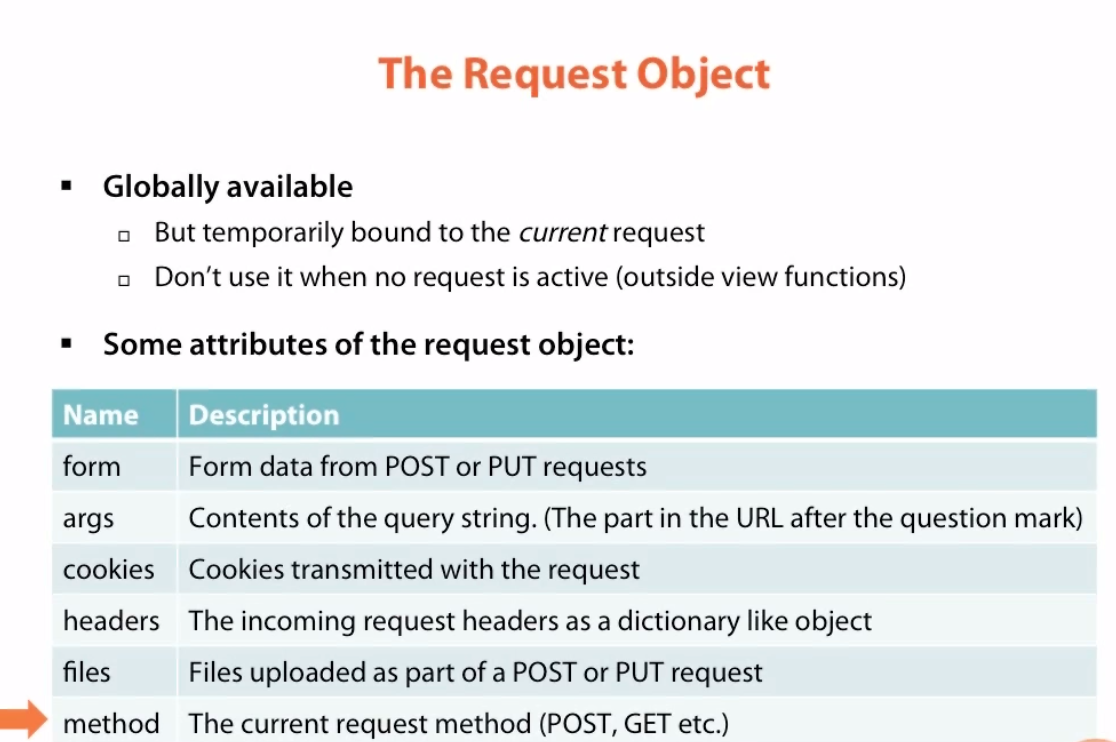 The Request Object
▪ Globally available
▫ But temporarily bound to the current request
▫ Don’t use it when no request is active (outside view functions)
▪ Some attributes of the request object:
Name Description
form Form data from POST or PUT requests
args Contents of the query string. (The part in the URL after the question mark)
cookies Cookies transmitted with the request
headers The incoming request headers as a dictionary like object
files Files uploaded as part of a POST or PUT request
method The current request method (POST, GET etc.)